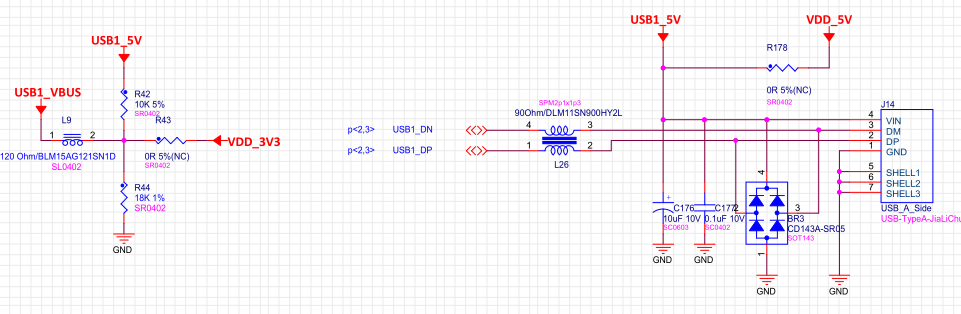 USB1_5V
USB1_VBUS
R42
10K 5%
SR0402
L9
1
2
R43
VDD_3V3
120 Ohm/BLM15AG121SN1D
SL0402
0R 5%(NC)
SR0402
R44
18K 1%
SR0402
GND
SPM2p1x1p3
90Ohm/DLM11SN900HY2L
p<2,3>
USB1_DN
4
3
p<2,3>
USB1_DP
1
2
L26
USB1_5V
VDD_5V
R178
0R 5%(NC)
SR0402
J14
4
VIN
3
DM
2
DP
1
GND
5
SHELL1
6
SHELL2
7
SHELL3
USB_A_Side
USB-TypeA-JiaLiChu
C176
10uF 10V
SC0603
GND
C177
0.1uF 10V
SC0402
GND
4
2
3
1
BR3
CD143A-SR05
SOT143
GND
GND